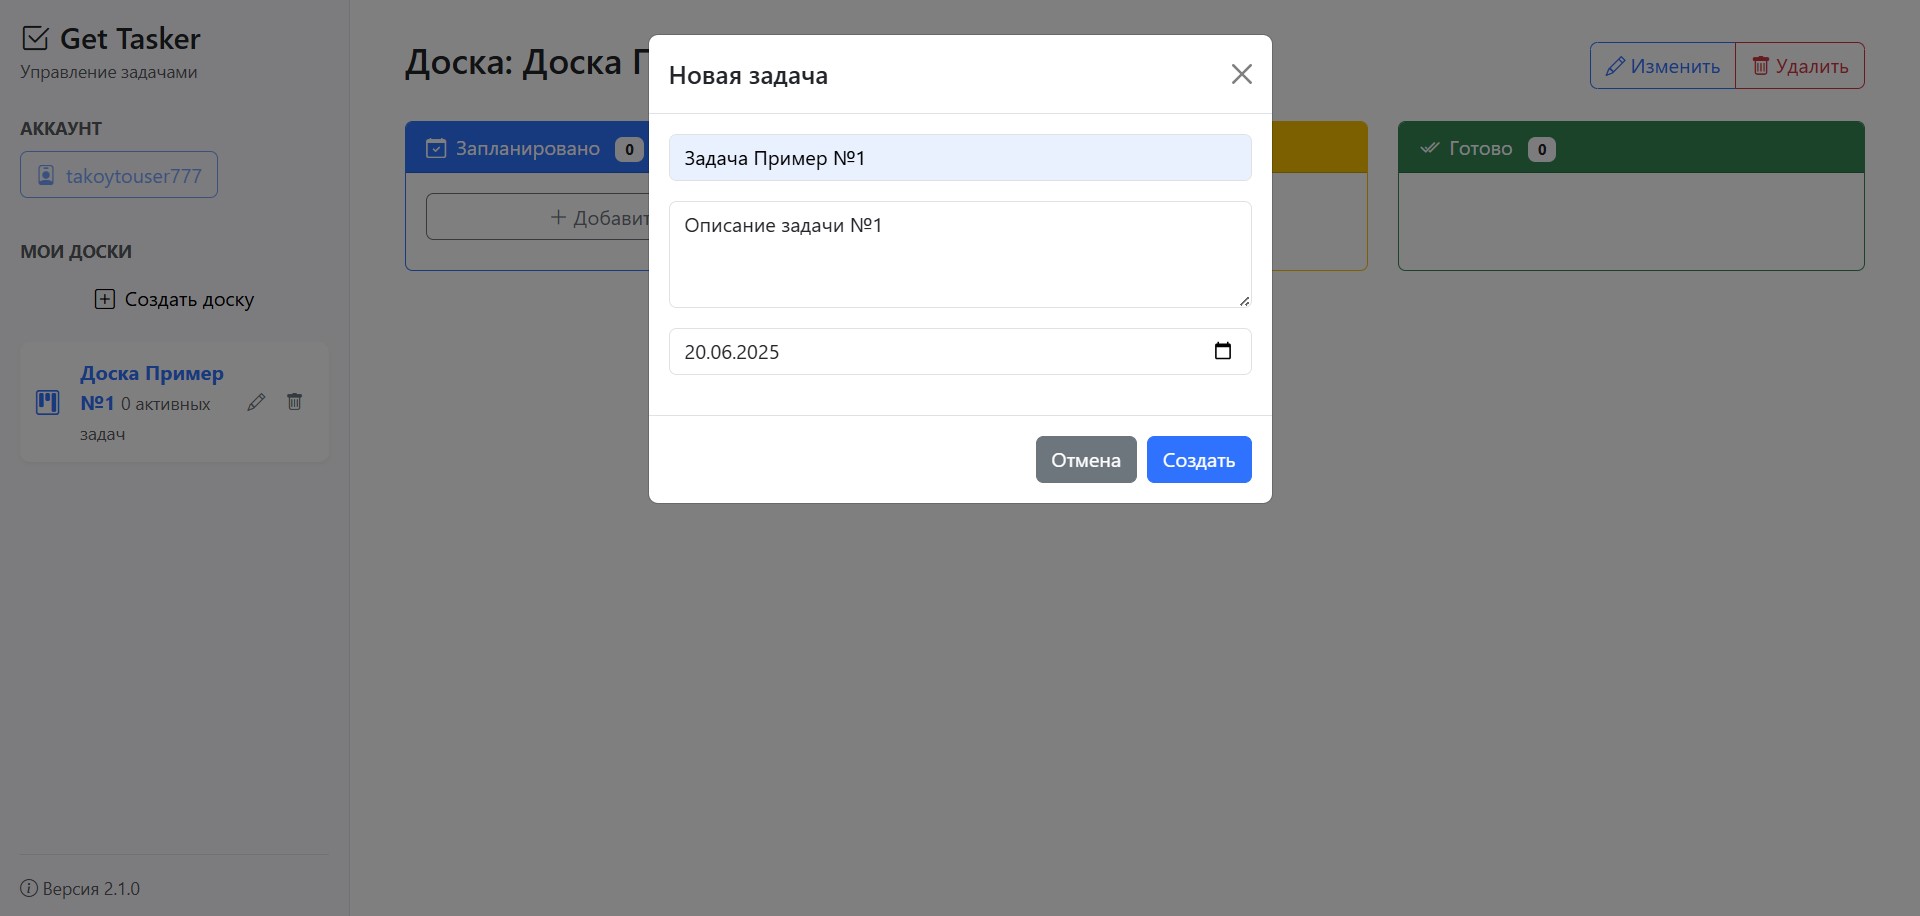 Get Tasker
Управление задачами
АККАУНТ
takoytouser777
МОИ ДОСКИ
Создать доску
Доска Пример
№1 0 активных
задач
Версия 2.1.0
Доска: Доска
Изменить
Удалить
Запланировано 0
Добавит
Готово 0
Новая задача
Задача Пример №1
Описание задачи №1
20.06.2025
Отмена
Создать